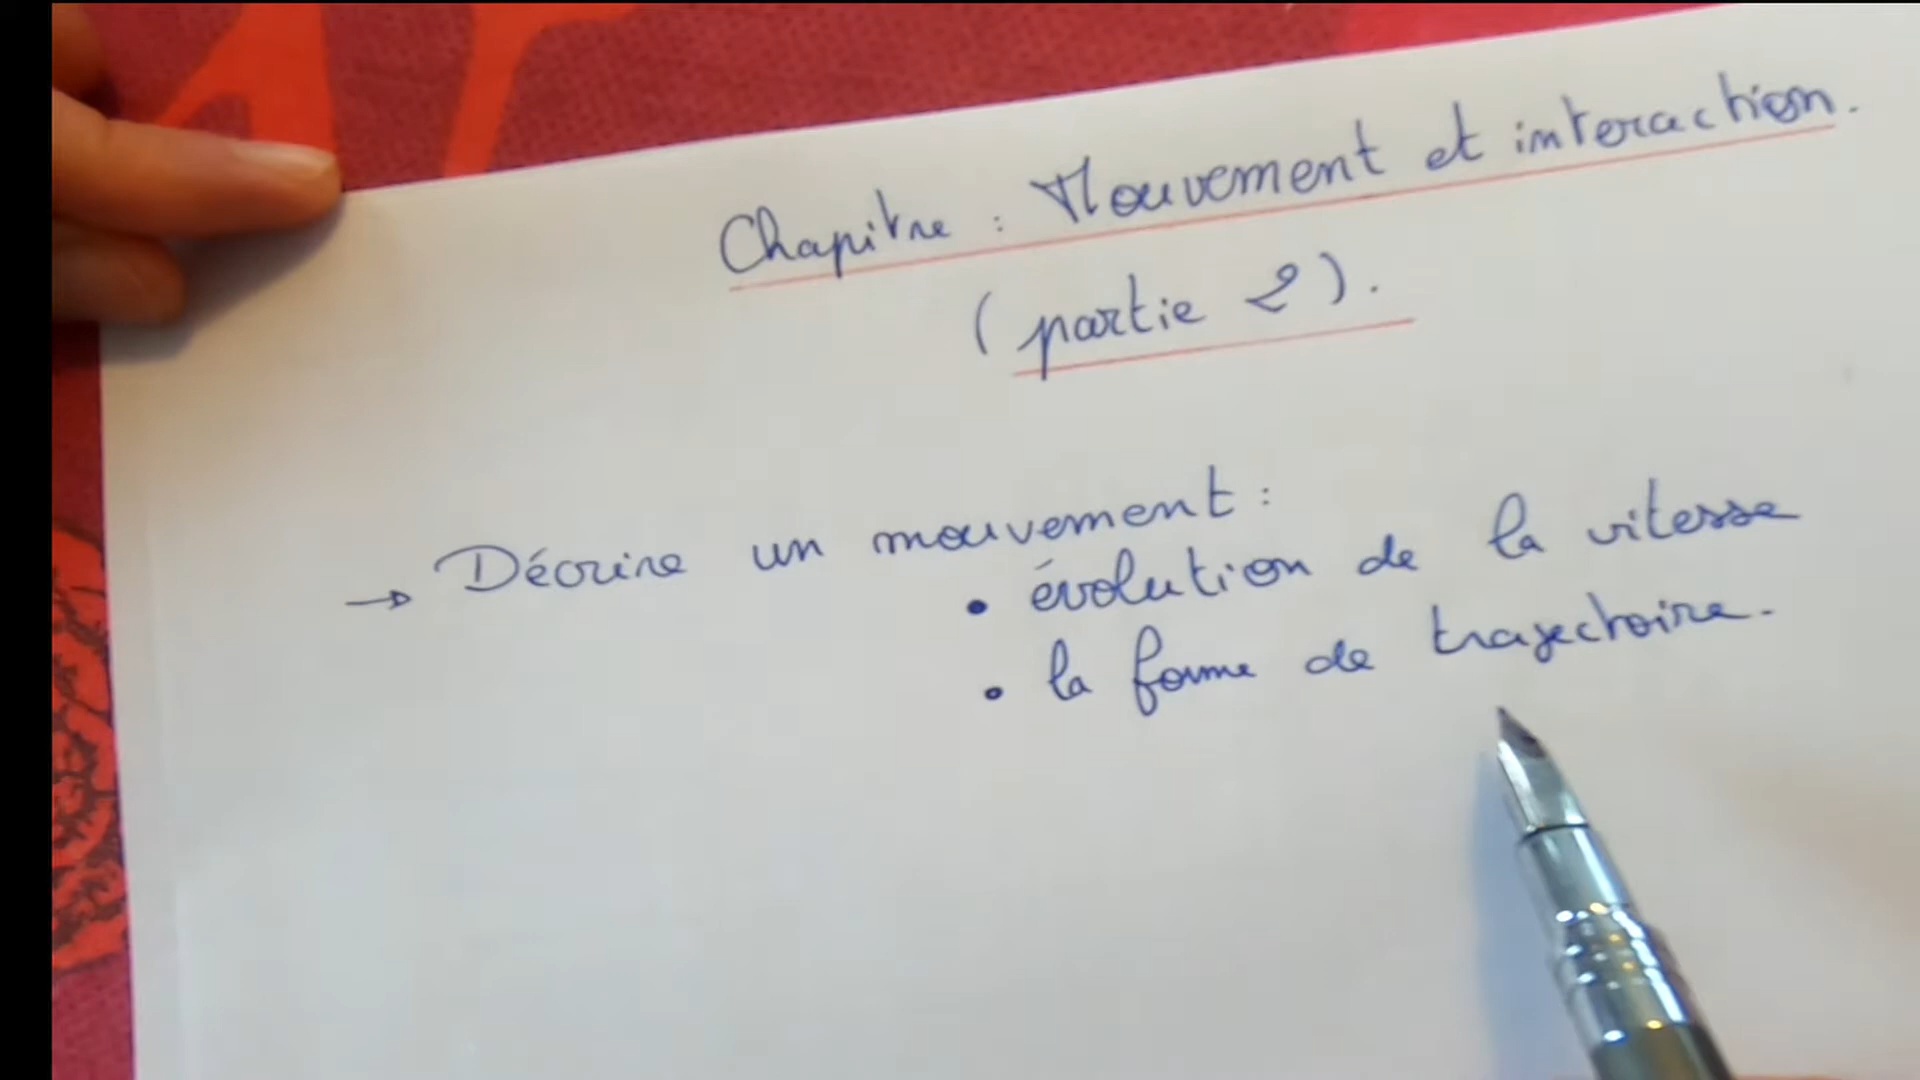 Chapitre : Mouvement et interaction.
(partie 2).
→ Décrire un mouvement :
• évolution de la vitesse
• la forme de trajectoire.